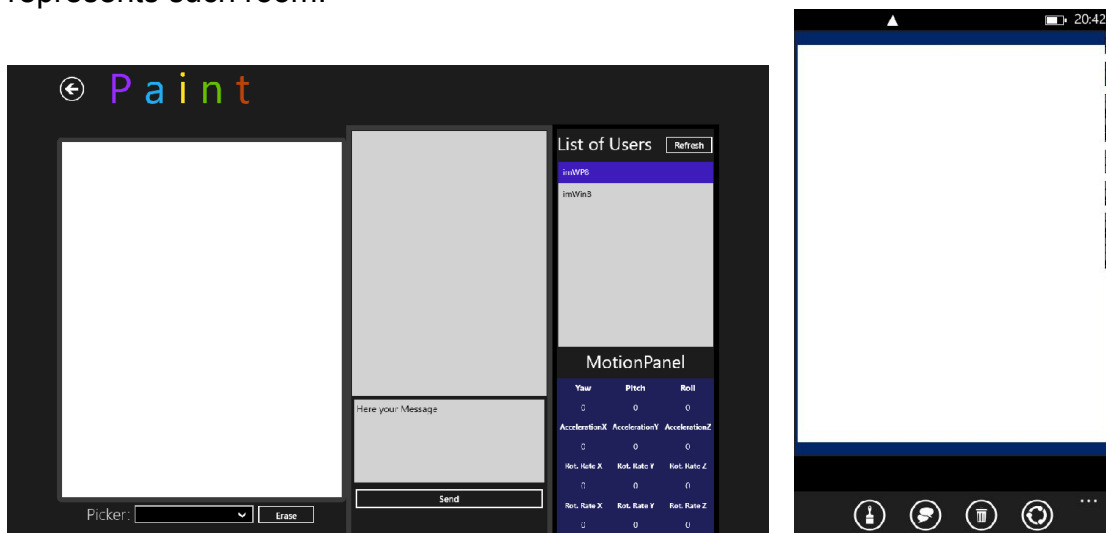 represents each room.
20:42
Paint
List of Users Refresh
imWP8
imWin8
MotionPanel
Yaw Pitch Roll
0 0 0
AccelerationX AccelerationY AccelerationZ
0 0 0
Rot. Rate X Rot. Rate Y Rot. Rate Z
0 0 0
Rot. Rate X Rot. Rate Y Rot. Rate Z
0 0 0
Here your Message
Send
Picker: Erase